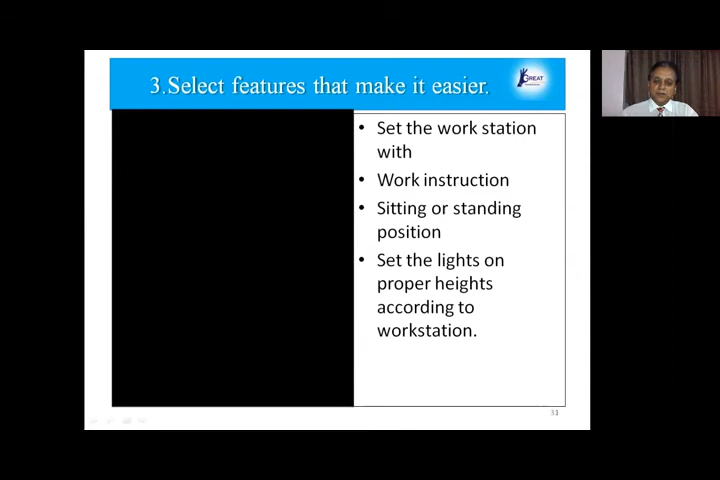 3.Select features that make it easier.
GREAT
• Set the work station
with
• Work instruction
• Sitting or standing
position
• Set the lights on
proper heights
according to
workstation.
31